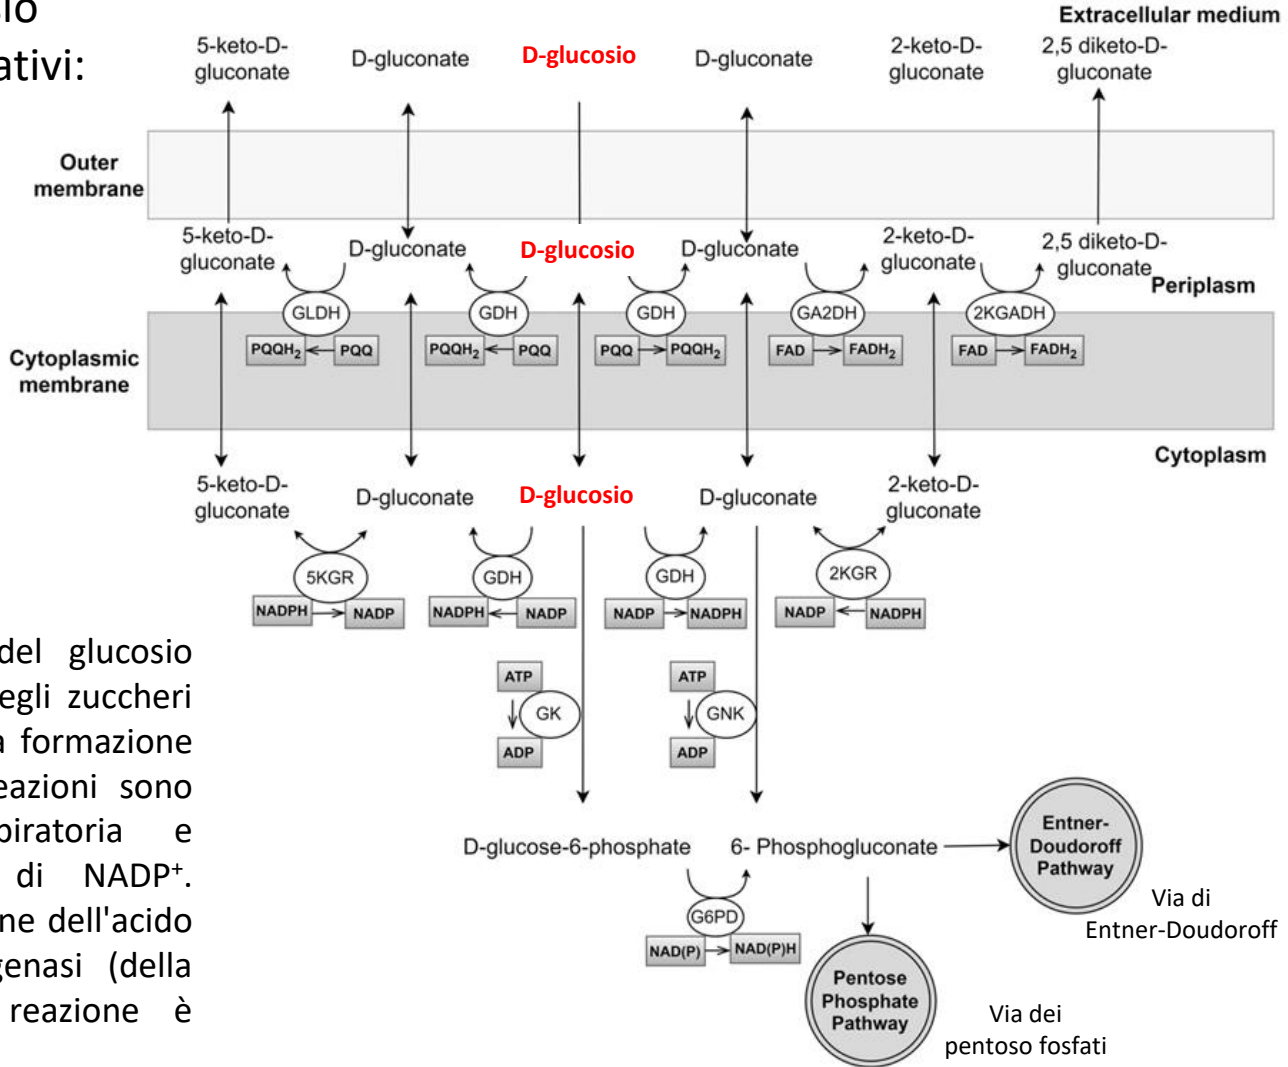 sio
ativi:
Extracellular medium
5-keto-D-
gluconate
D-gluconate
D-glucosio
D-gluconate
2-keto-D-
gluconate
2,5 diketo-D-
gluconate
Outer
membrane
5-keto-D-
gluconate
D-gluconate
D-glucosio
D-gluconate
2-keto-D-
gluconate
2,5 diketo-D-
gluconate
Periplasm
GLDH
GDH
GDH
GA2DH
2KGADH
PQQH₂
PQQ
PQQH₂
PQQ
PQQ
PQQH₂
FAD
FADH₂
FAD
FADH₂
Cytoplasmic
membrane
Cytoplasm
5-keto-D-
gluconate
D-gluconate
D-glucosio
D-gluconate
2-keto-D-
gluconate
5KGR
GDH
GDH
2KGR
NADPH
NADP
NADPH
NADP
NADP
NADPH
NADP
NADPH
del glucosio
egli zuccheri
a formazione
eazioni sono
piratoria e
di NADP⁺.
ne dell'acido
genasi (della
reazione è
ATP
GK
ADP
ATP
GNK
ADP
D-glucose-6-phosphate
6- Phosphogluconate
Entner-
Doudoroff
Pathway
Via di
Entner-Doudoroff
G6PD
NAD(P)
NAD(P)H
Pentose
Phosphate
Pathway
Via dei
pentoso fosfati